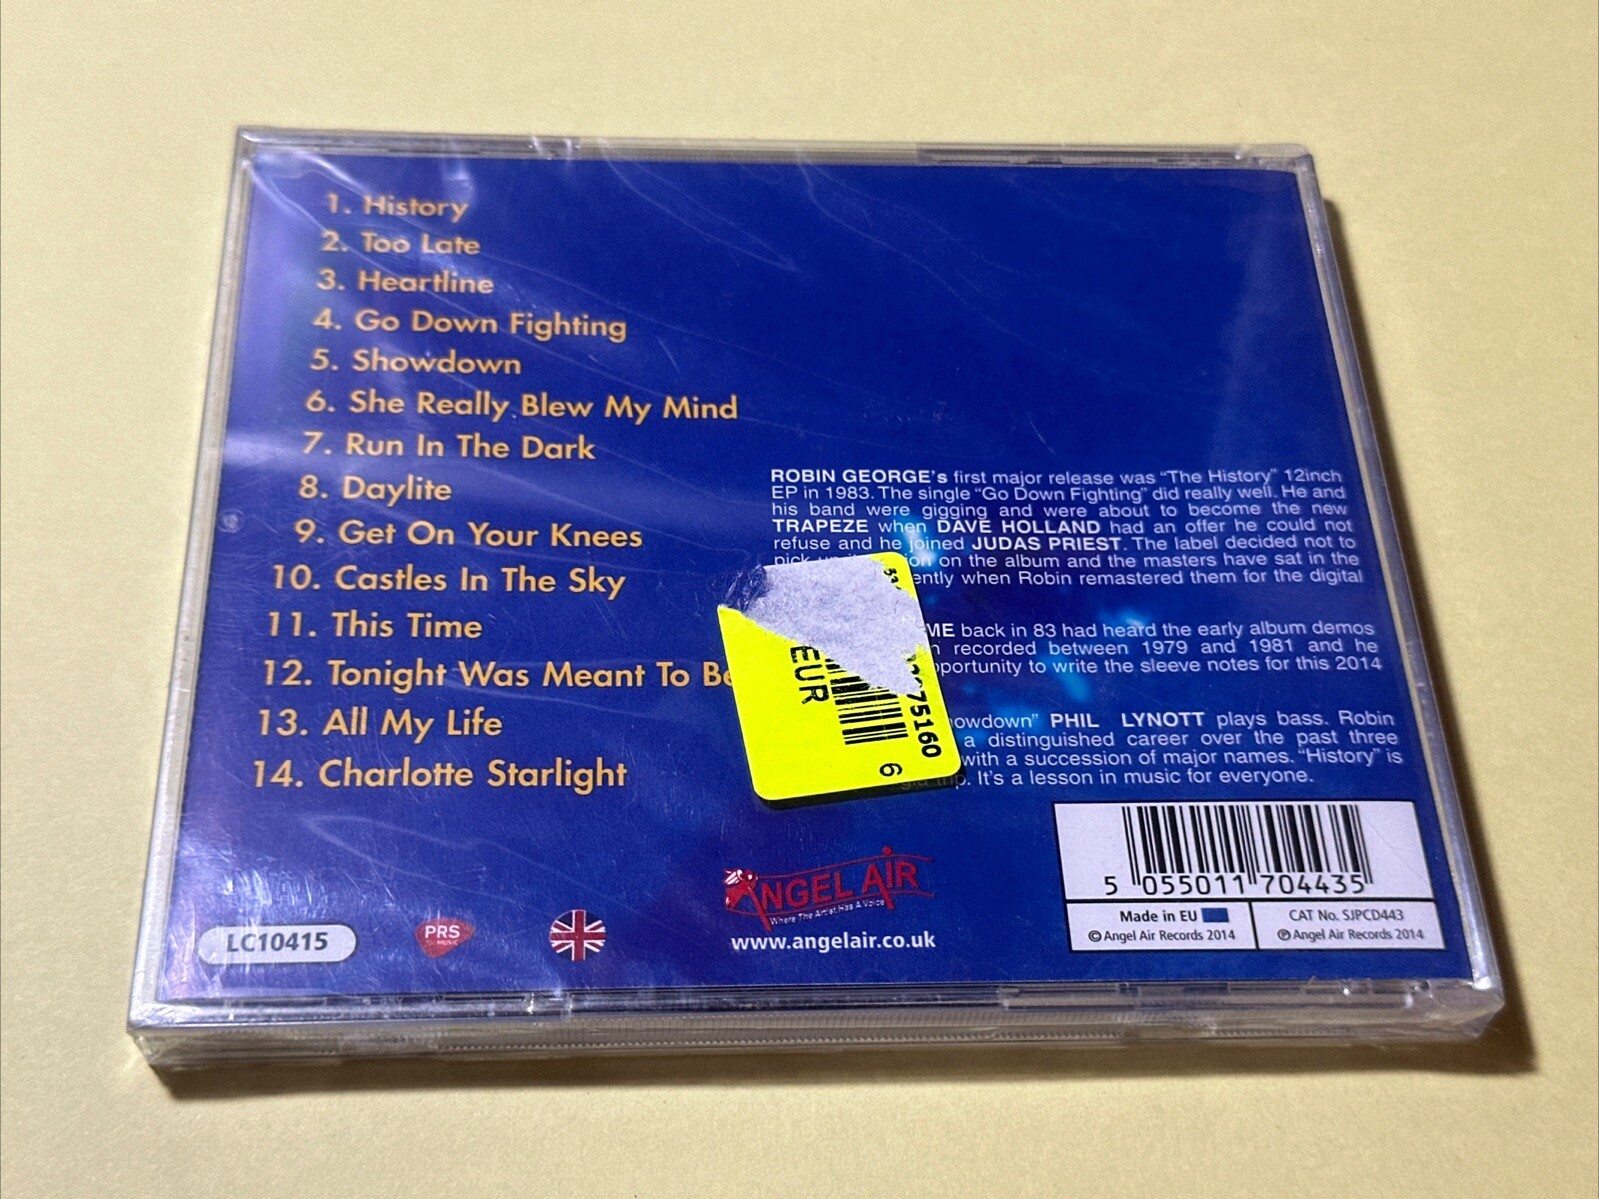 1. History
2. Too Late
3. Heartline
4. Go Down Fighting
5. Showdown
6. She Really Blew My Mind
7. Run In The Dark
8. Daylite
9. Get On Your Knees
10. Castles In The Sky
11. This Time
12. Tonight Was Meant To Be
13. All My Life
14. Charlotte Starlight
ROBIN GEORGE's first major release was "The History" 12inch
EP in 1983. The single "Go Down Fighting" did really well. He and
his band were gigging and were about to become the new
TRAPEZE when DAVE HOLLAND had an offer he could not
refuse and he joined JUDAS PRIEST. The label decided not to
on the album and the masters have sat in the
when Robin remastered them for the digital
back in 83 had heard the early album demos
recorded between 1979 and 1981 and he
to write the sleeve notes for this 2014
PHIL LYNOTT plays bass. Robin
a distinguished career over the past three
with a succession of major names. "History" is
It's a lesson in music for everyone.
EUR
75160
6
5 055011 704435
Made in EU
© Angel Air Records 2014
CAT No. SJPCD443
℗ Angel Air Records 2014
LC10415
PRS
MUSIC
ANGEL AIR
Where The Artist Has A Voice
www.angelair.co.uk